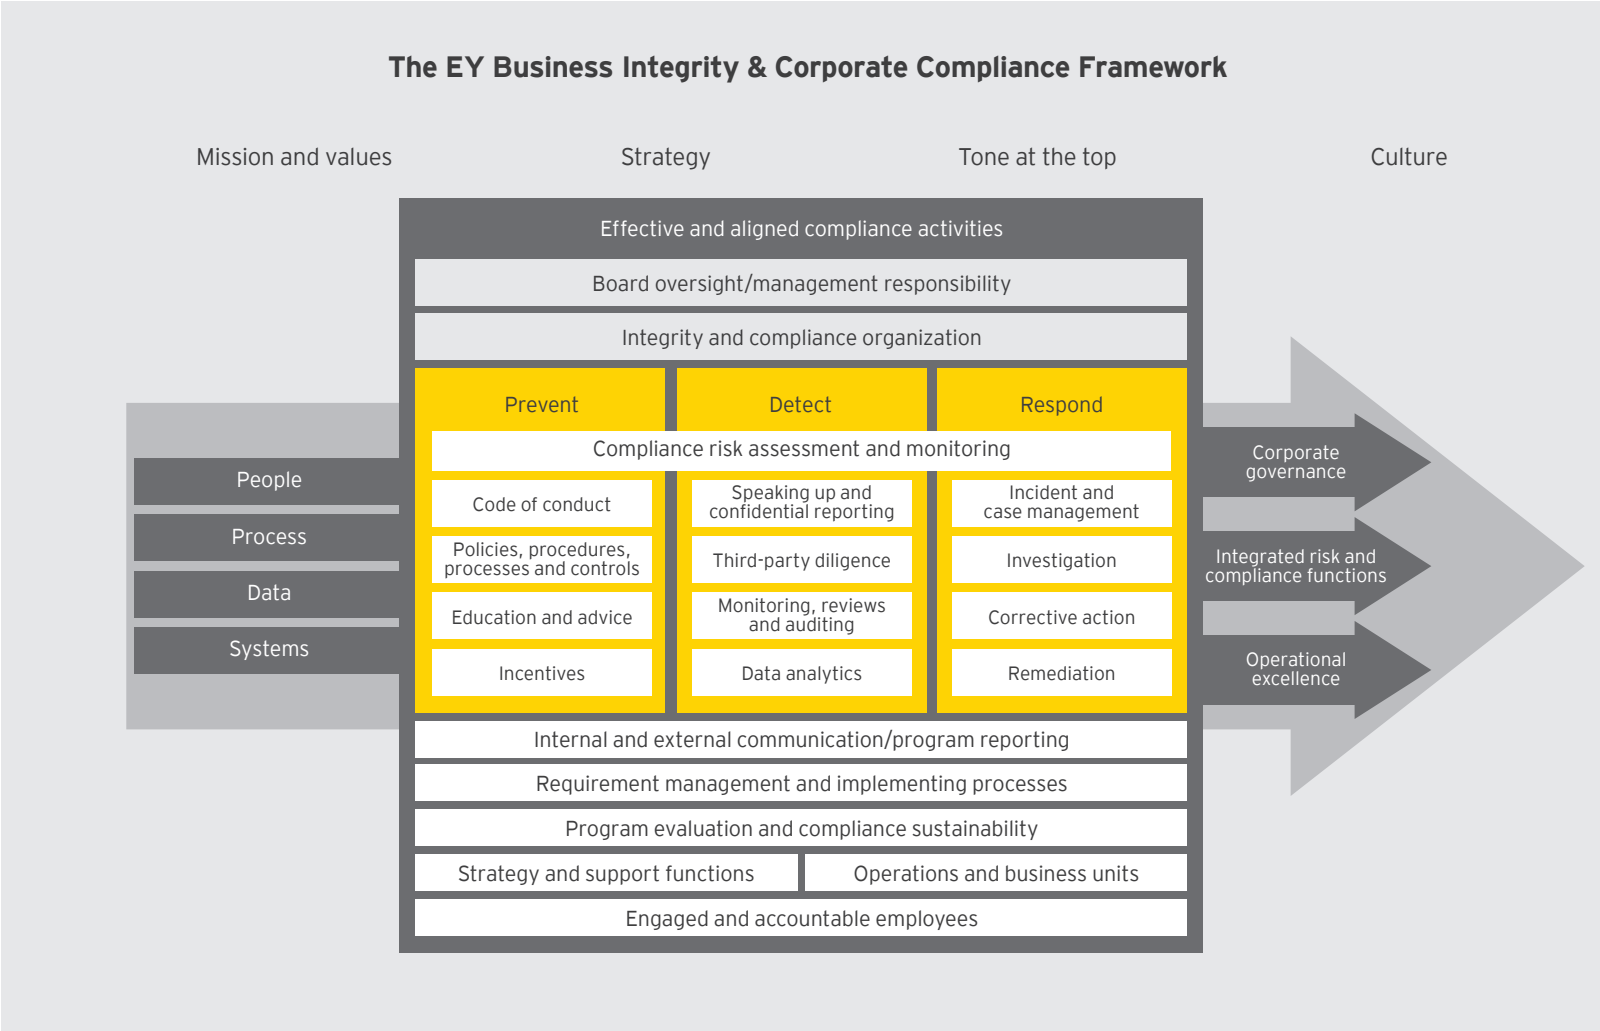 The EY Business Integrity & Corporate Compliance Framework
Mission and values
Strategy
Tone at the top
Culture
Effective and aligned compliance activities
Board oversight/management responsibility
Integrity and compliance organization
People
Process
Data
Systems
Prevent
Detect
Respond
Compliance risk assessment and monitoring
Code of conduct
Policies, procedures,
processes and controls
Education and advice
Incentives
Speaking up and
confidential reporting
Third-party diligence
Monitoring, reviews
and auditing
Data analytics
Incident and
case management
Investigation
Corrective action
Remediation
Corporate
governance
Integrated risk and
compliance functions
Operational
excellence
Internal and external communication/program reporting
Requirement management and implementing processes
Program evaluation and compliance sustainability
Strategy and support functions
Operations and business units
Engaged and accountable employees